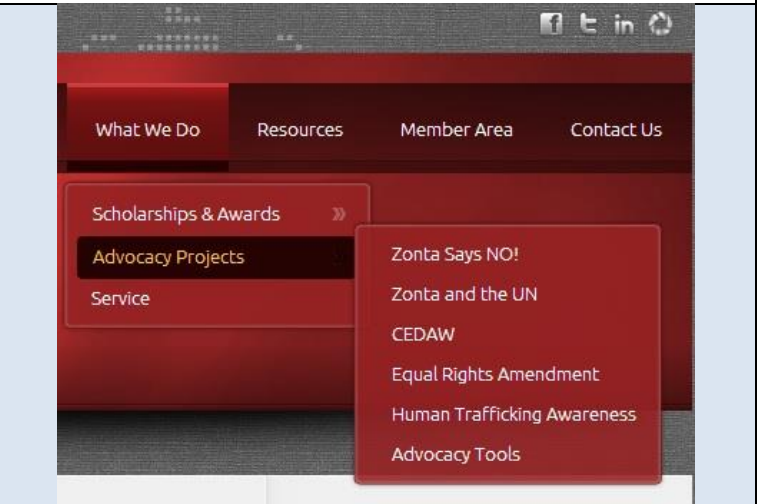 What We Do Resources Member Area Contact Us
Scholarships & Awards »
Advocacy Projects
Service
Zonta Says NO!
Zonta and the UN
CEDAW
Equal Rights Amendment
Human Trafficking Awareness
Advocacy Tools